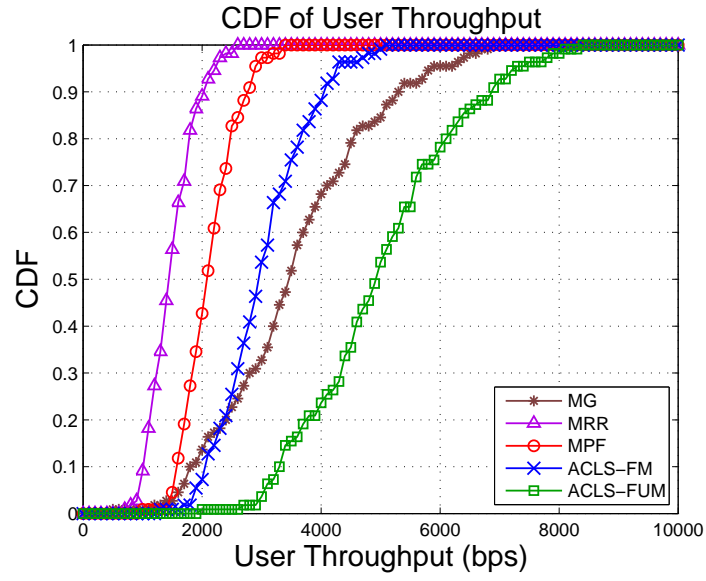 CDF of User Throughput
1
0.9
0.8
0.7
0.6
0.5
0.4
0.3
0.2
0.1
0
CDF
0 2000 4000 6000 8000 10000
User Throughput (bps)
MG
MRR
MPF
ACLS-FM
ACLS-FUM